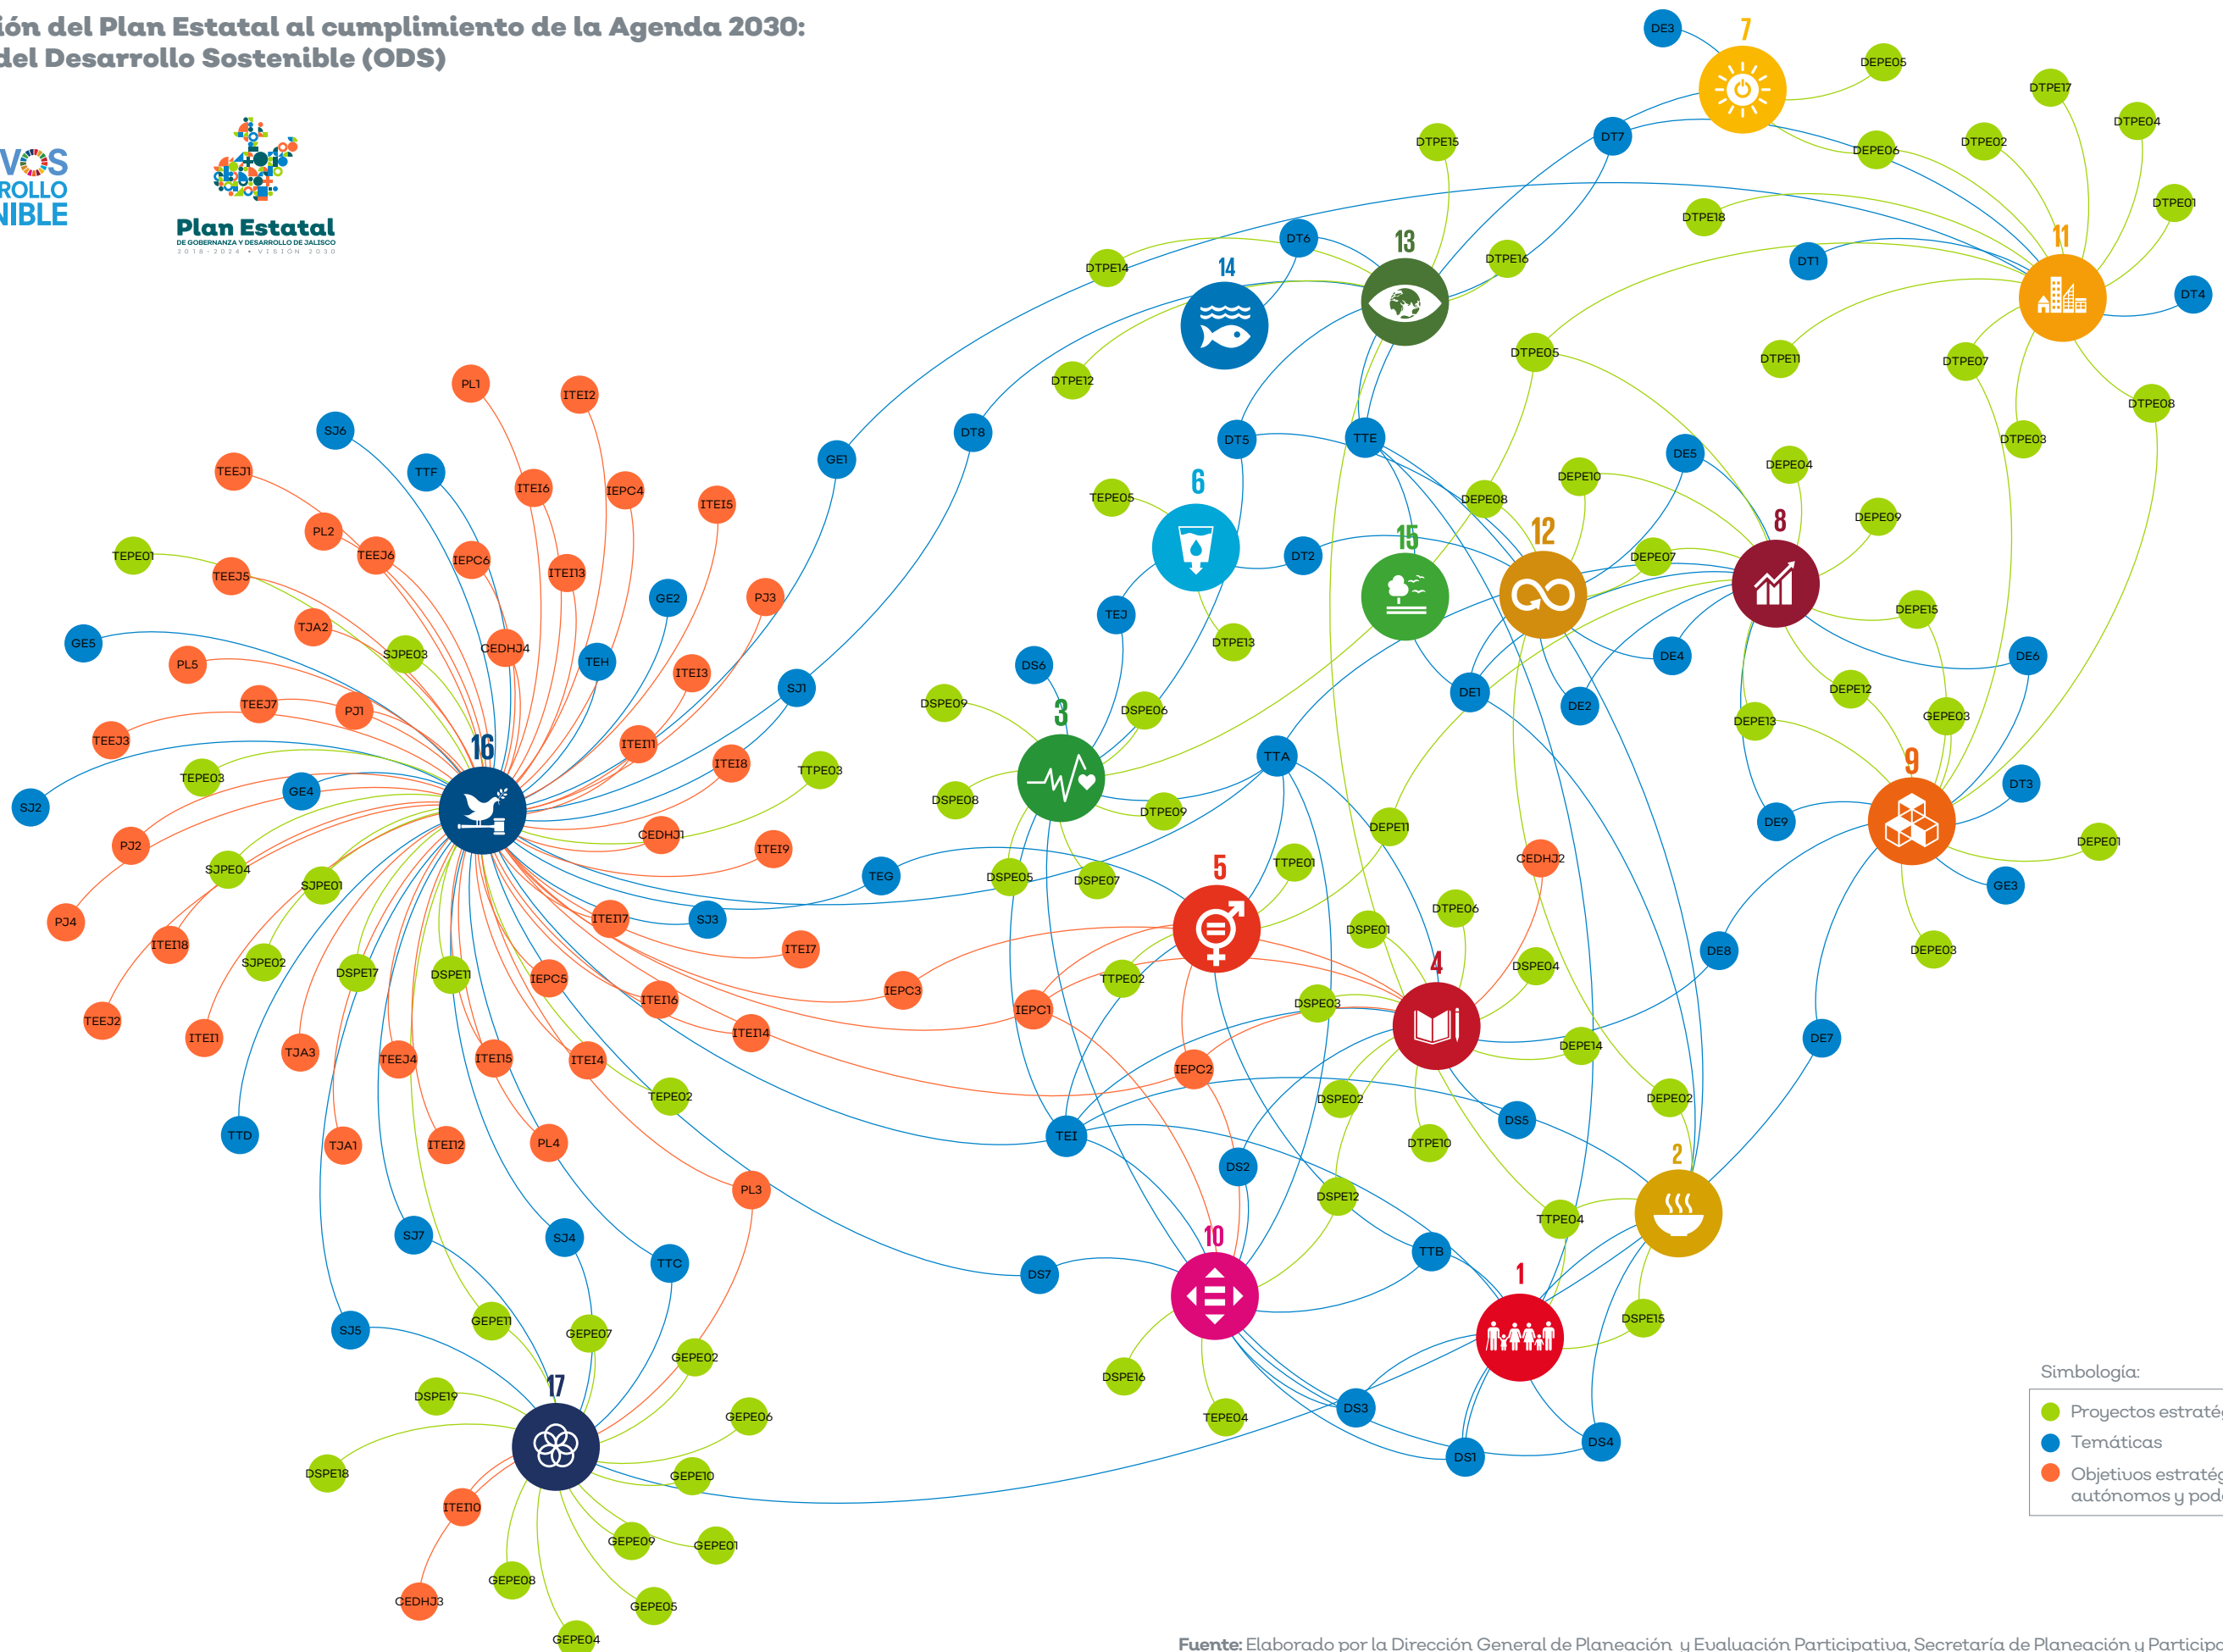 ión del Plan Estatal al cumplimiento de la Agenda 2030:
del Desarrollo Sostenible (ODS)
VOS
ROLLO
NIBLE
Plan Estatal
DE GOBERNANZA Y DESARROLLO DE JALISCO
2018-2024 • VISIÓN 2030
DE3
7
DEPE05
DTPE17
DTPE04
DT7
DTPE15
DEPE06
DTPE02
DTPE18
DTPE01
DT6
13
DTPE16
11
DTPE14
14
DT1
DT4
DTPE12
DTPE05
DTPE11
DTPE07
DTPE08
PL1
ITEI2
SJ6
DT8
GE1
DT5
TTE
DE5
DTPE03
TEEJ1
TTF
ITEI6
IEPC4
ITEI5
6
TEPE05
DEPE08
DEPE10
DEPE04
DEPE09
PL2
TEEJ6
IEPC6
ITEI13
TEPE01
TEEJ5
GE2
PJ3
DT2
15
12
8
DEPE07
TJA2
SJPE03
CEDHJ4
TEH
TEJ
DTPE13
DEPE15
GE5
PL5
ITEI3
SJ1
DS6
DE4
DE6
TEEJ7
PJ1
DSPE09
3
DSPE06
DE1
DE2
DEPE12
DEPE13
GEPE03
TEEJ3
16
ITEI11
ITEI8
TTPE03
TTA
9
TEPE03
GE4
SJ2
DSPE08
DTPE09
DT3
PJ2
CEDHJ1
ITEI9
DEPE11
DE9
DEPE01
SJPE04
SJPE01
TEG
DSPE05
DSPE07
5
TTPE01
CEDHJ2
GE3
PJ4
ITEI18
SJPE02
ITEI17
SJ3
ITEI7
DSPE01
DTPE06
DE8
DEPE03
DSPE17
DSPE11
IEPC5
IEPC3
TTPE02
4
DSPE04
TEEJ2
ITEI1
ITEI16
ITEI14
IEPC1
DSPE03
DEPE14
DE7
TJA3
TEEJ4
ITEI15
ITEI4
TEPE02
IEPC2
DSPE02
DEPE02
TTD
TJA1
ITEI12
PL4
TEI
DTPE10
DS5
PL3
DS2
2
DSPE12
TTPE04
SJ7
SJ4
TTC
DS7
10
TTB
1
GEPE11
GEPE07
SJ5
DSPE15
GEPE02
17
DSPE19
DSPE16
GEPE06
TEPE04
DS3
DSPE18
GEPE10
DS1
DS4
ITEI10
GEPE09
GEPE01
GEPE08
CEDHJ3
GEPE05
GEPE04
Simbología:
Proyectos estratég
Temáticas
Objetivos estratég
autónomos y pod
Fuente: Elaborado por la Dirección General de Planeación y Evaluación Participativa, Secretaría de Planeación y Participa